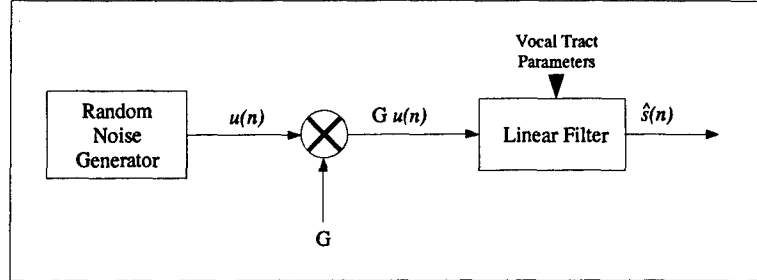 Vocal Tract
Parameters
Random
Noise
Generator
u(n)
G u(n)
Linear Filter
ŝ(n)
G